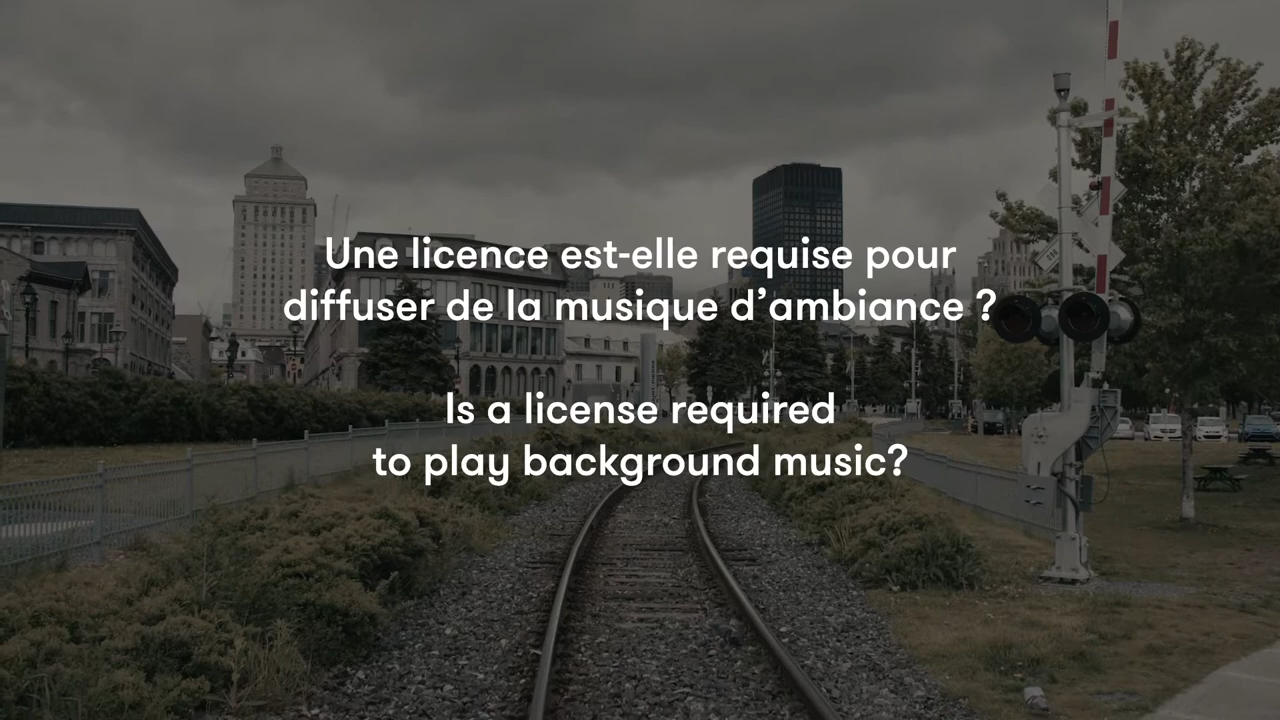 Une licence est-elle requise pour
diffuser de la musique d’ambiance ?
Is a license required
to play background music?